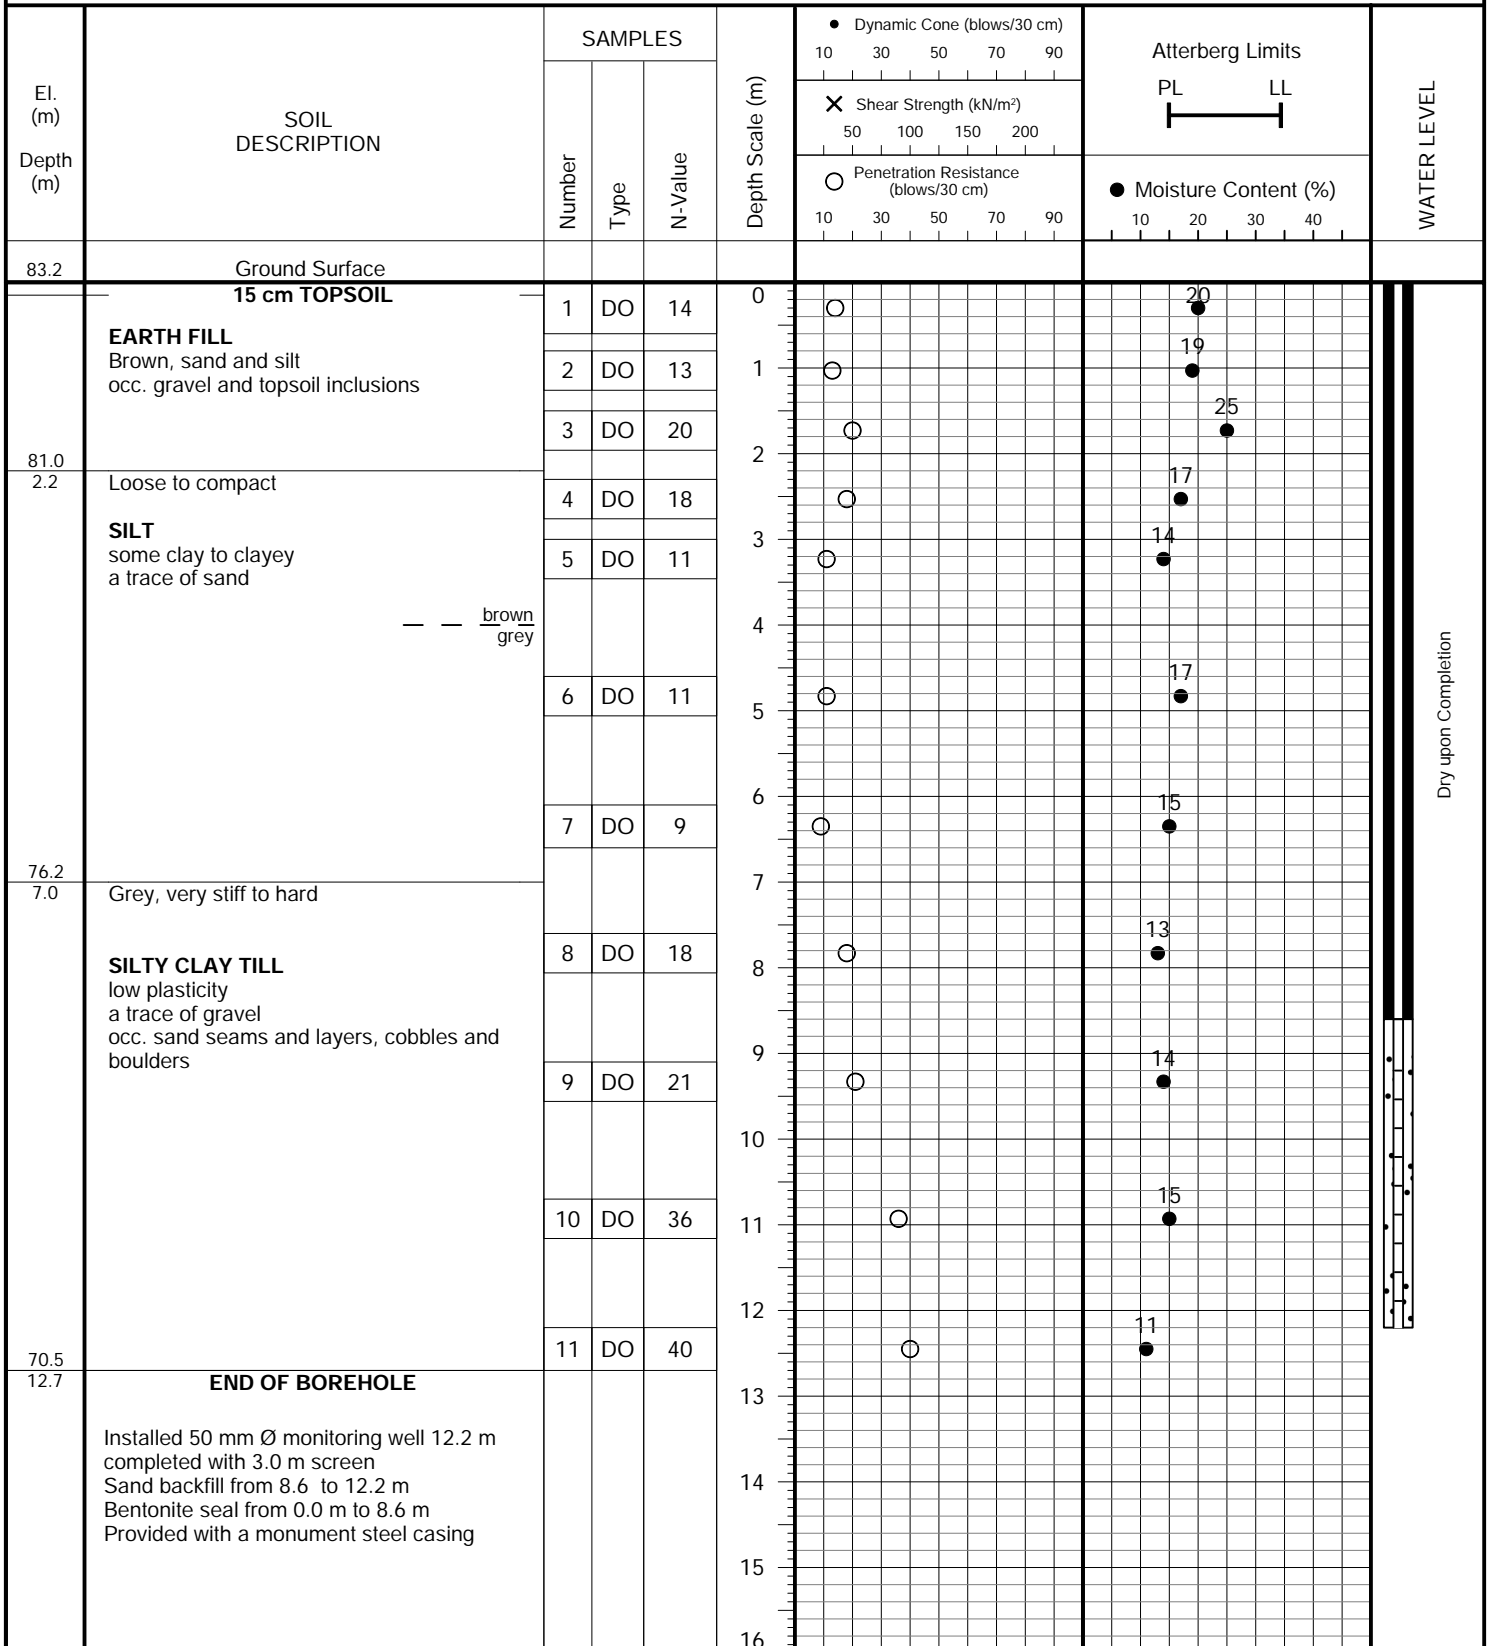 El.
(m)
Depth
(m)
SOIL
DESCRIPTION
SAMPLES
Number
Type
N-Value
Depth Scale (m)
● Dynamic Cone (blows/30 cm)
10 30 50 70 90
✕ Shear Strength (kN/m²)
50 100 150 200
○ Penetration Resistance
(blows/30 cm)
10 30 50 70 90
Atterberg Limits
PL LL
● Moisture Content (%)
10 20 30 40
WATER LEVEL
83.2 Ground Surface
15 cm TOPSOIL
0
1 DO 14 20
EARTH FILL
Brown, sand and silt
occ. gravel and topsoil inclusions
2 DO 13 19
1
3 DO 20 25
2
81.0
2.2 Loose to compact
4 DO 18 17
SILT
some clay to clayey
a trace of sand
3
5 DO 11 14
brown
grey
4
6 DO 11 17
5
Dry upon Completion
6
7 DO 9 15
76.2
7.0 Grey, very stiff to hard
7
8 DO 18 13
SILTY CLAY TILL
low plasticity
a trace of gravel
occ. sand seams and layers, cobbles and
boulders
8
9
9 DO 21 14
10
10 DO 36 15
11
12
11 DO 40 11
70.5
12.7 END OF BOREHOLE
13
Installed 50 mm Ø monitoring well 12.2 m
completed with 3.0 m screen
Sand backfill from 8.6 to 12.2 m
Bentonite seal from 0.0 m to 8.6 m
Provided with a monument steel casing
14
15
16